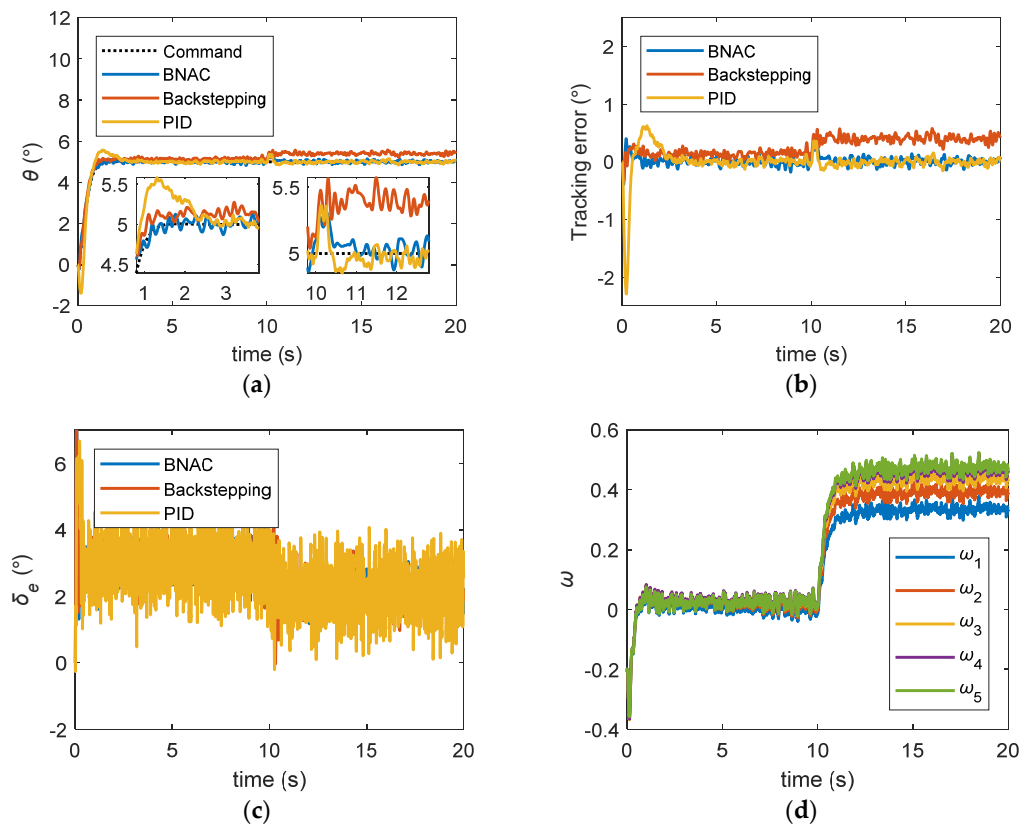 12
10
8
6
4
2
0
-2
θ (°)
Command
BNAC
Backstepping
PID
5.5
5
4.5
1 2 3
5.5
5
10 11 12
0 5 10 15 20
time (s)
(a)
2
1
0
-1
-2
Tracking error (°)
BNAC
Backstepping
PID
0 5 10 15 20
time (s)
(b)
6
4
2
0
-2
δe (°)
BNAC
Backstepping
PID
0 5 10 15 20
time (s)
(c)
0.6
0.4
0.2
0
-0.2
-0.4
ω
ω1
ω2
ω3
ω4
ω5
0 5 10 15 20
time (s)
(d)